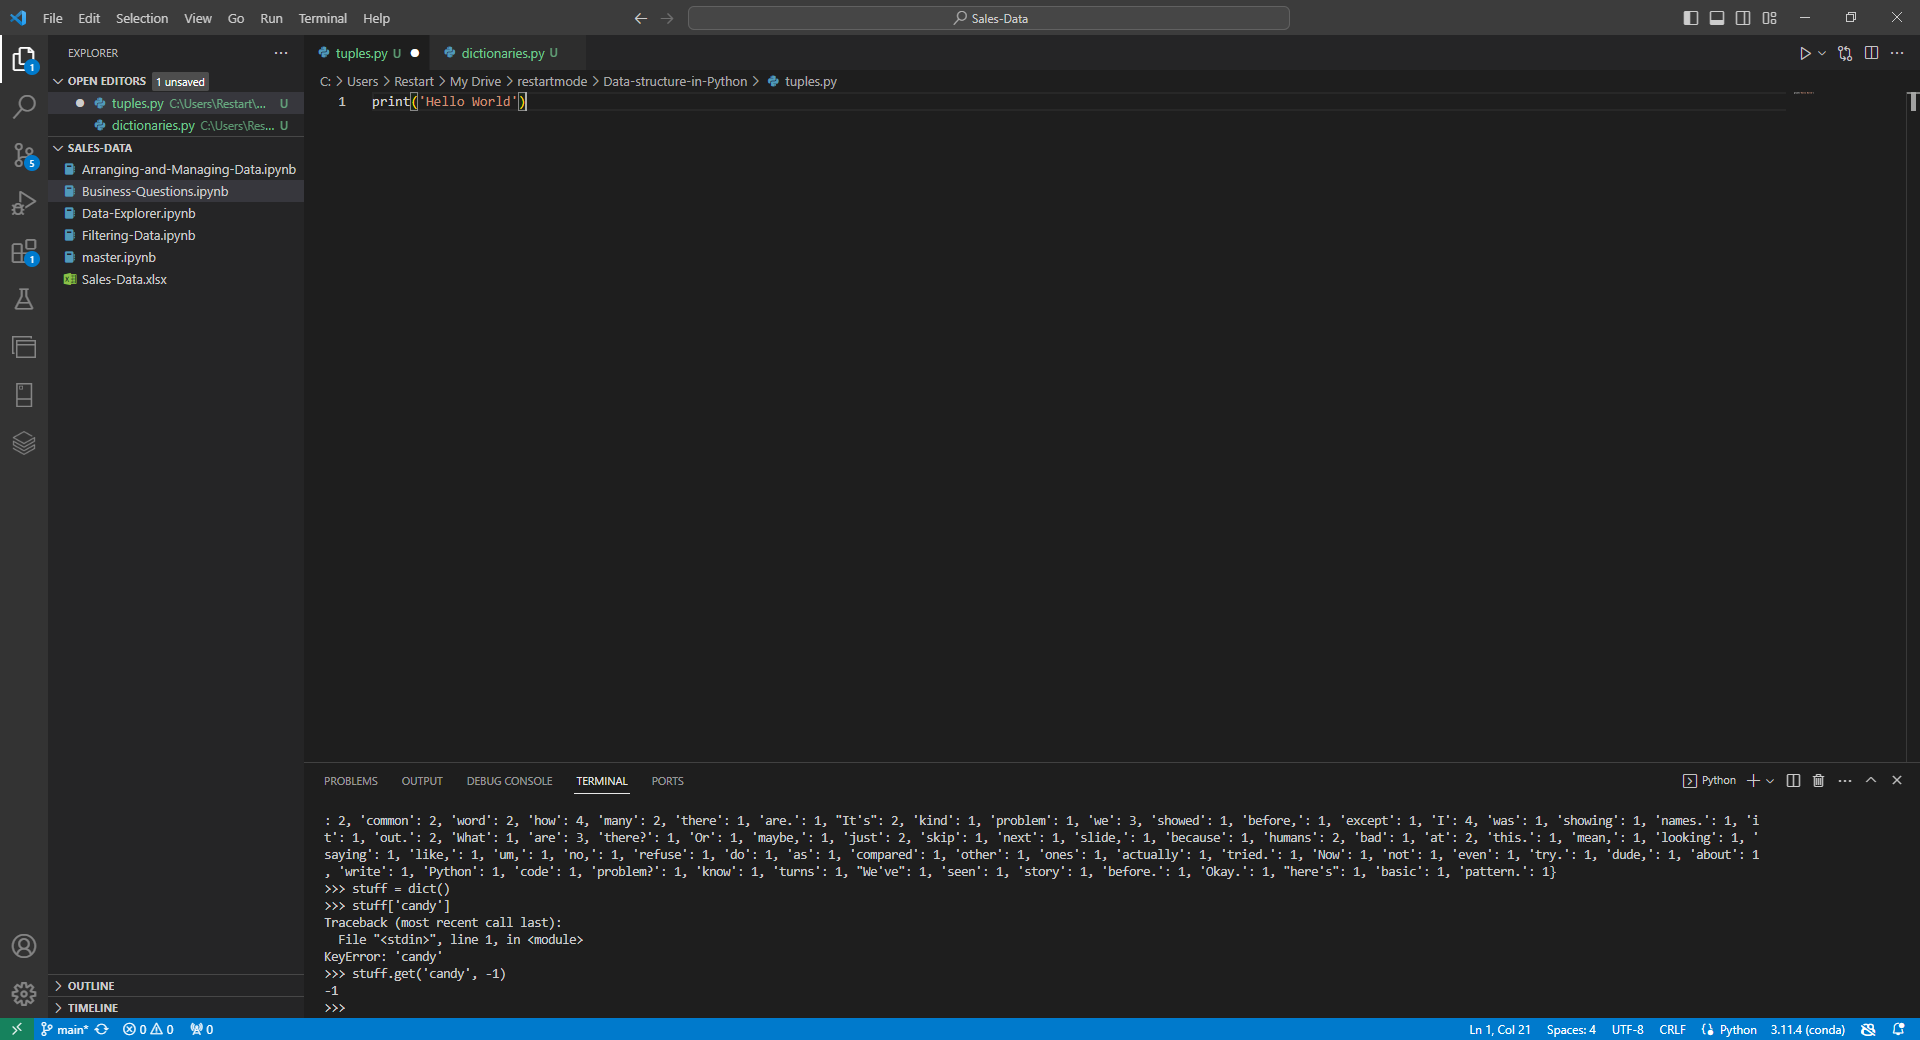 File Edit Selection View Go Run Terminal Help
Sales-Data
EXPLORER
OPEN EDITORS 1 unsaved
tuples.py C:\Users\Restart\... U
dictionaries.py C:\Users\Res... U
SALES-DATA
Arranging-and-Managing-Data.ipynb
Business-Questions.ipynb
Data-Explorer.ipynb
Filtering-Data.ipynb
master.ipynb
Sales-Data.xlsx
OUTLINE
TIMELINE
1
5
1
tuples.py U
dictionaries.py U
C: > Users > Restart > My Drive > restartmode > Data-structure-in-Python > tuples.py
1 print('Hello World')
PROBLEMS OUTPUT DEBUG CONSOLE TERMINAL PORTS
Python
: 2, 'common': 2, 'word': 2, 'how': 4, 'many': 2, 'there': 1, 'are.': 1, "It's": 2, 'kind': 1, 'problem': 1, 'we': 3, 'showed': 1, 'before,': 1, 'except': 1, 'I': 4, 'was': 1, 'showing': 1, 'names.': 1, 'i
t': 1, 'out.': 2, 'What': 1, 'are': 3, 'there?': 1, 'Or': 1, 'maybe,': 1, 'just': 2, 'skip': 1, 'next': 1, 'slide,': 1, 'because': 1, 'humans': 2, 'bad': 1, 'at': 2, 'this.': 1, 'mean,': 1, 'looking': 1, '
saying': 1, 'like,': 1, 'um,': 1, 'no,': 1, 'refuse': 1, 'do': 1, 'as': 1, 'compared': 1, 'other': 1, 'ones': 1, 'actually': 1, 'tried.': 1, 'Now': 1, 'not': 1, 'even': 1, 'try.': 1, 'dude,': 1, 'about': 1
, 'write': 1, 'Python': 1, 'code': 1, 'problem?': 1, 'know': 1, 'turns': 1, "We've": 1, 'seen': 1, 'story': 1, 'before.': 1, 'Okay.': 1, "here's": 1, 'basic': 1, 'pattern.': 1}
>>> stuff = dict()
>>> stuff['candy']
Traceback (most recent call last):
  File "<stdin>", line 1, in <module>
KeyError: 'candy'
>>> stuff.get('candy', -1)
-1
>>>
main* 0 0 0
Ln 1, Col 21 Spaces: 4 UTF-8 CRLF Python 3.11.4 (conda)